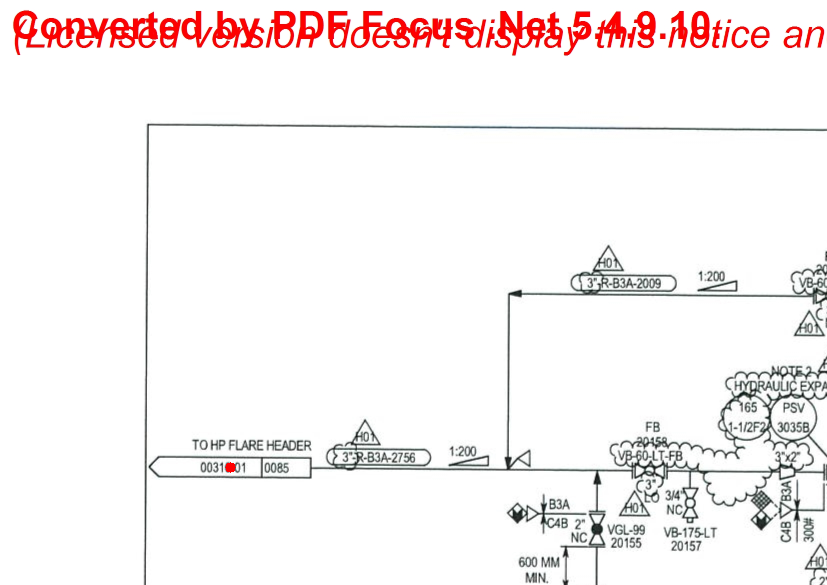 Converted by PDF Focus .Net 5.4.9.10.
(Licensed version doesn't display this notice an
H01
3"-R-B3A-2009
1:200
VB-60
H01
NOTE 2
HYDRAULIC EXPA
165
1-1/2F2
PSV
3035B
H01
TO HP FLARE HEADER
0085
3"-R-B3A-2756
1:200
FB
20158
VB-60-LT-FB
3"
LO
H01
3"x2"
3/4"
NC
VB-175-LT
20157
B3A
C4B
2"
NC
VGL-99
20155
B3A
C4B
300#
600 MM
MIN.
H01